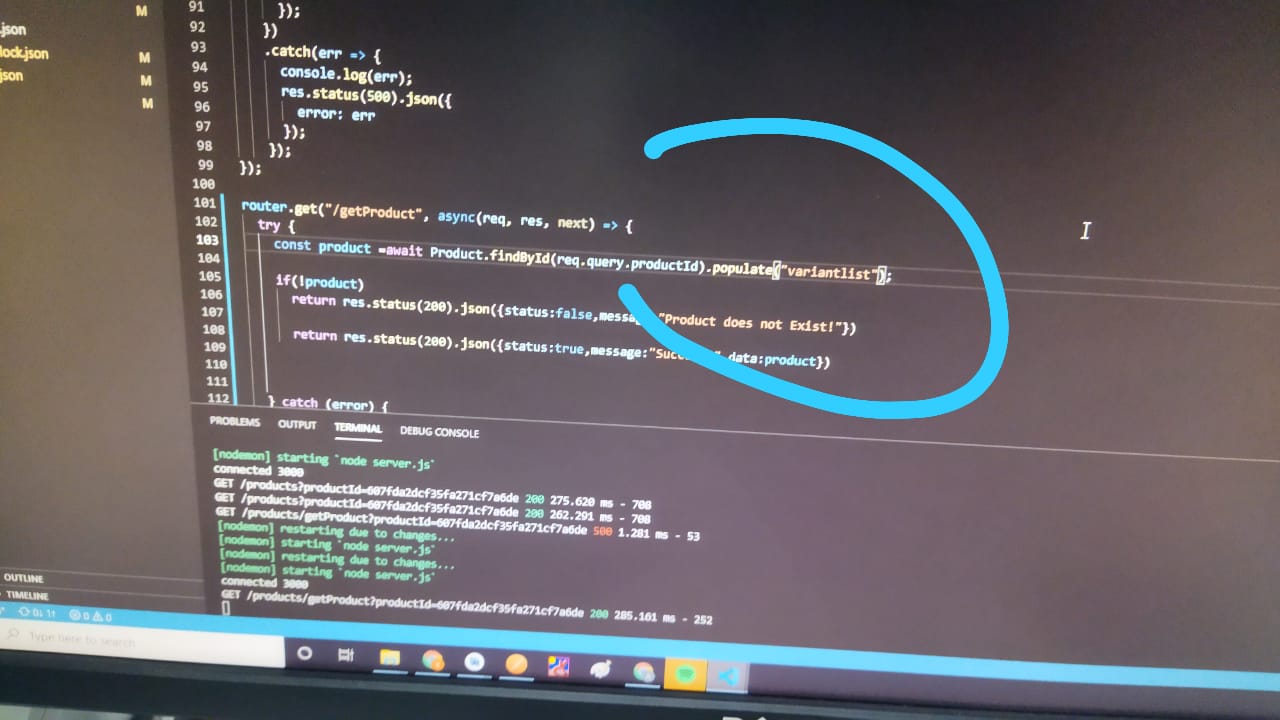 M
91 });
.json
92 })
lock.json M
93 .catch(err => {
json M
94 console.log(err);
M
95 res.status(500).json({
96 error: err
97 });
98 });
99 });
100
101 router.get("/getProduct", async(req, res, next) => {
102 try {
103 const product =await Product.findById(req.query.productId).populate("variantlist");
104
105 if(!product)
106 return res.status(200).json({status:false,message:"Product does not Exist!"})
107
108 return res.status(200).json({status:true,message:"Succ data:product})
109
110
111
112 } catch (error) {
PROBLEMS OUTPUT TERMINAL DEBUG CONSOLE
[nodemon] starting `node server.js`
connected 3000
GET /products?productId=607fda2dcf35fa271cf7a6de 200 275.620 ms - 708
GET /products?productId=607fda2dcf35fa271cf7a6de 200 262.291 ms - 708
GET /products/getProduct?productId=607fda2dcf35fa271cf7a6de 500 1.281 ms - 53
[nodemon] restarting due to changes...
[nodemon] starting `node server.js`
[nodemon] restarting due to changes...
[nodemon] starting `node server.js`
connected 3000
GET /products/getProduct?productId=607fda2dcf35fa271cf7a6de 200 285.161 ms - 252
OUTLINE
TIMELINE
0↓ 1↑ 0 0
Type here to search